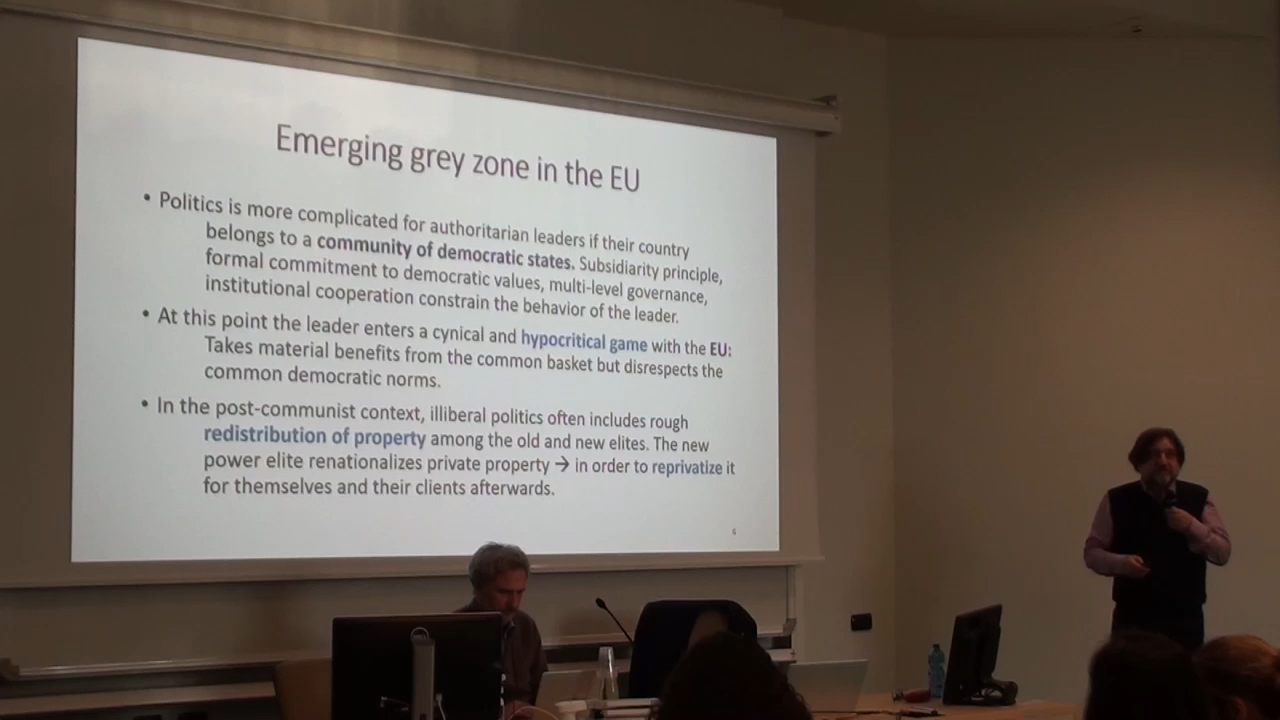 Emerging grey zone in the EU
• Politics is more complicated for authoritarian leaders if their country
belongs to a community of democratic states. Subsidiarity principle,
formal commitment to democratic values, multi-level governance,
institutional cooperation constrain the behavior of the leader.
• At this point the leader enters a cynical and hypocritical game with the EU:
Takes material benefits from the common basket but disrespects the
common democratic norms.
• In the post-communist context, illiberal politics often includes rough
redistribution of property among the old and new elites. The new
power elite renationalizes private property → in order to reprivatize it
for themselves and their clients afterwards.
6